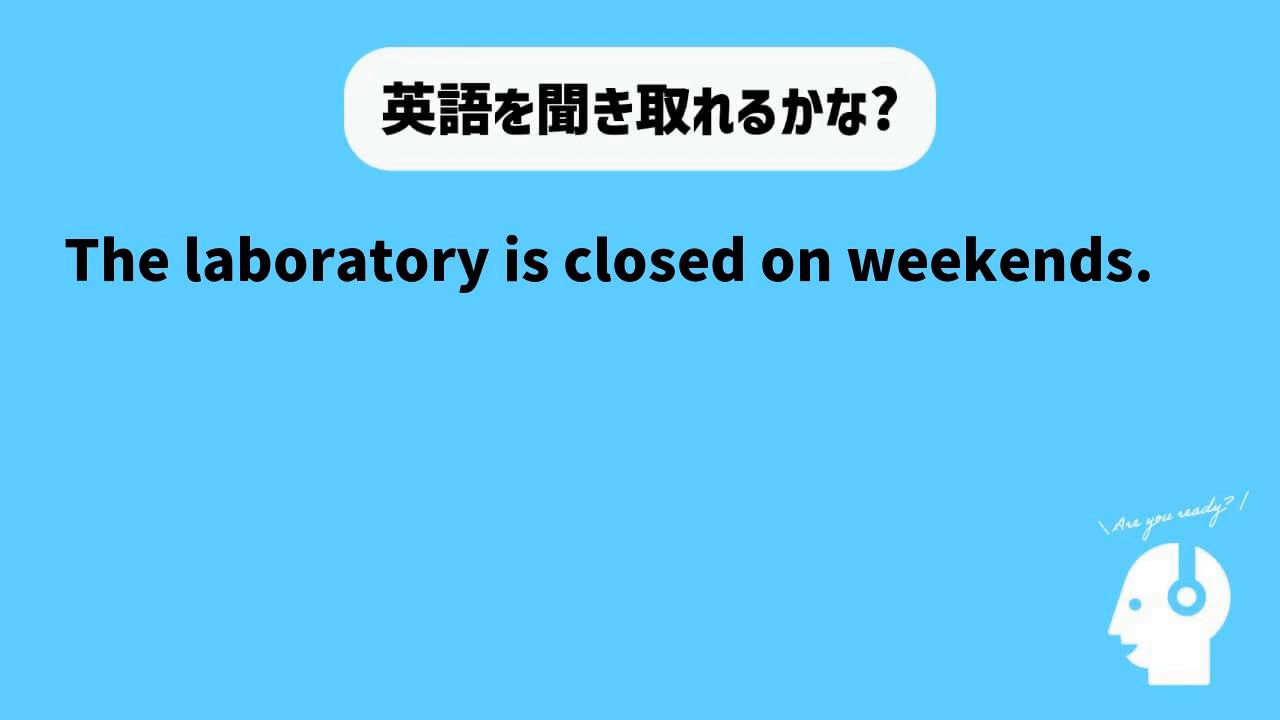 英語を聞き取れるかな?
The laboratory is closed on weekends.
\ Are you ready? /